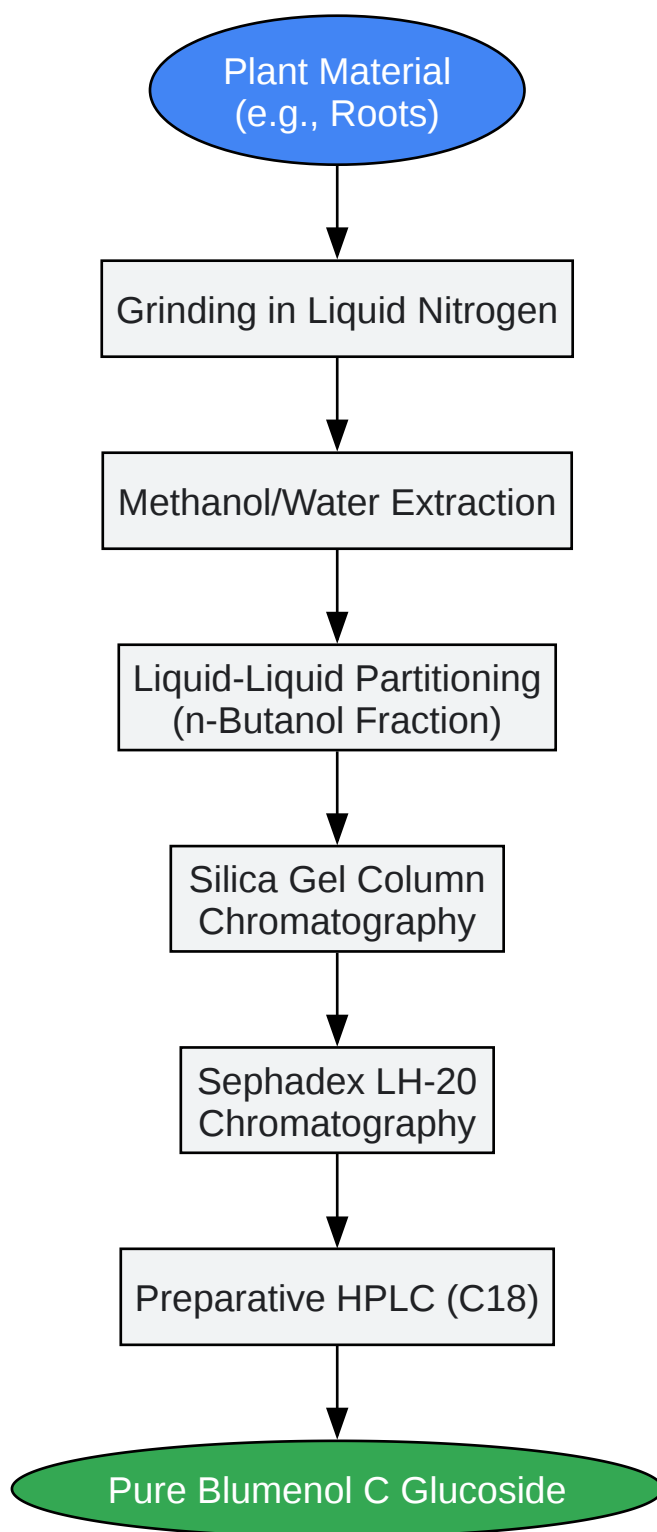 Plant Material
(e.g., Roots)
Grinding in Liquid Nitrogen
Methanol/Water Extraction
Liquid-Liquid Partitioning
(n-Butanol Fraction)
Silica Gel Column
Chromatography
Sephadex LH-20
Chromatography
Preparative HPLC (C18)
Pure Blumenol C Glucoside